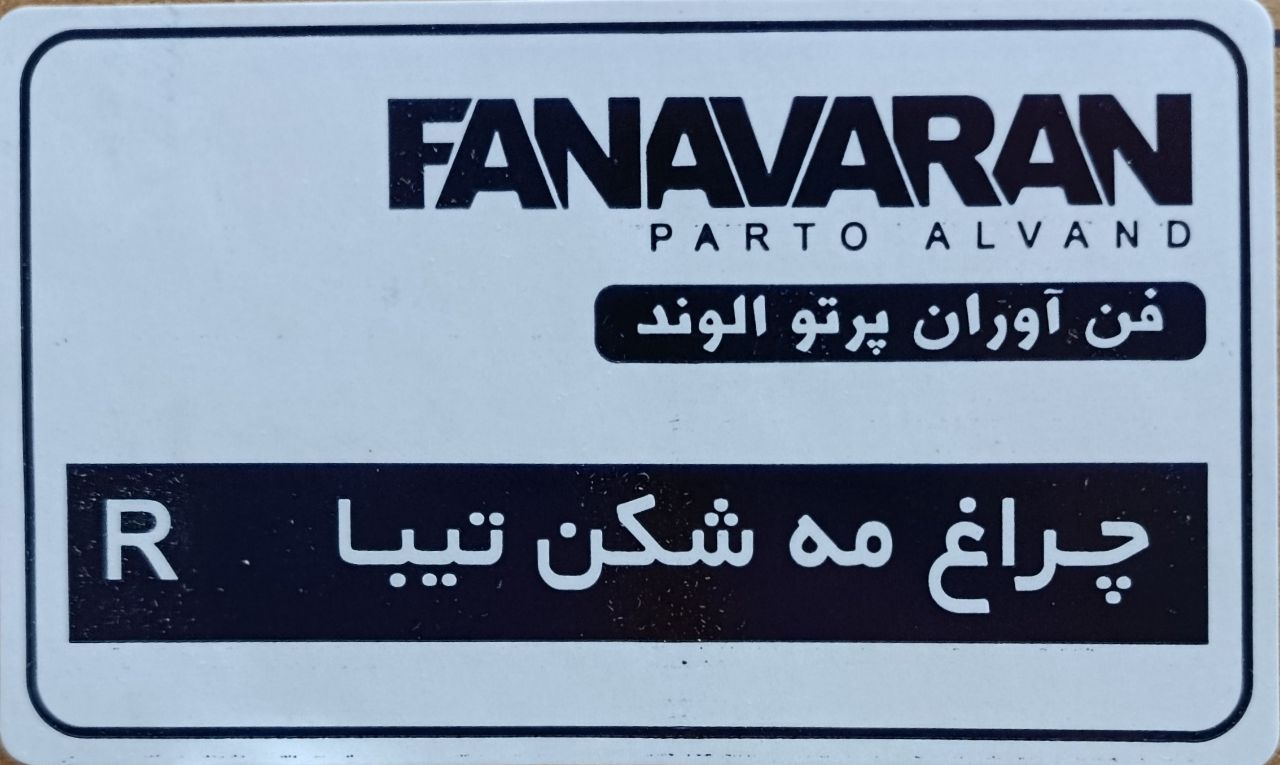 FANAVARAN
PARTO ALVAND
فن آوران پرتو الوند
چراغ مه شکن تیبا R